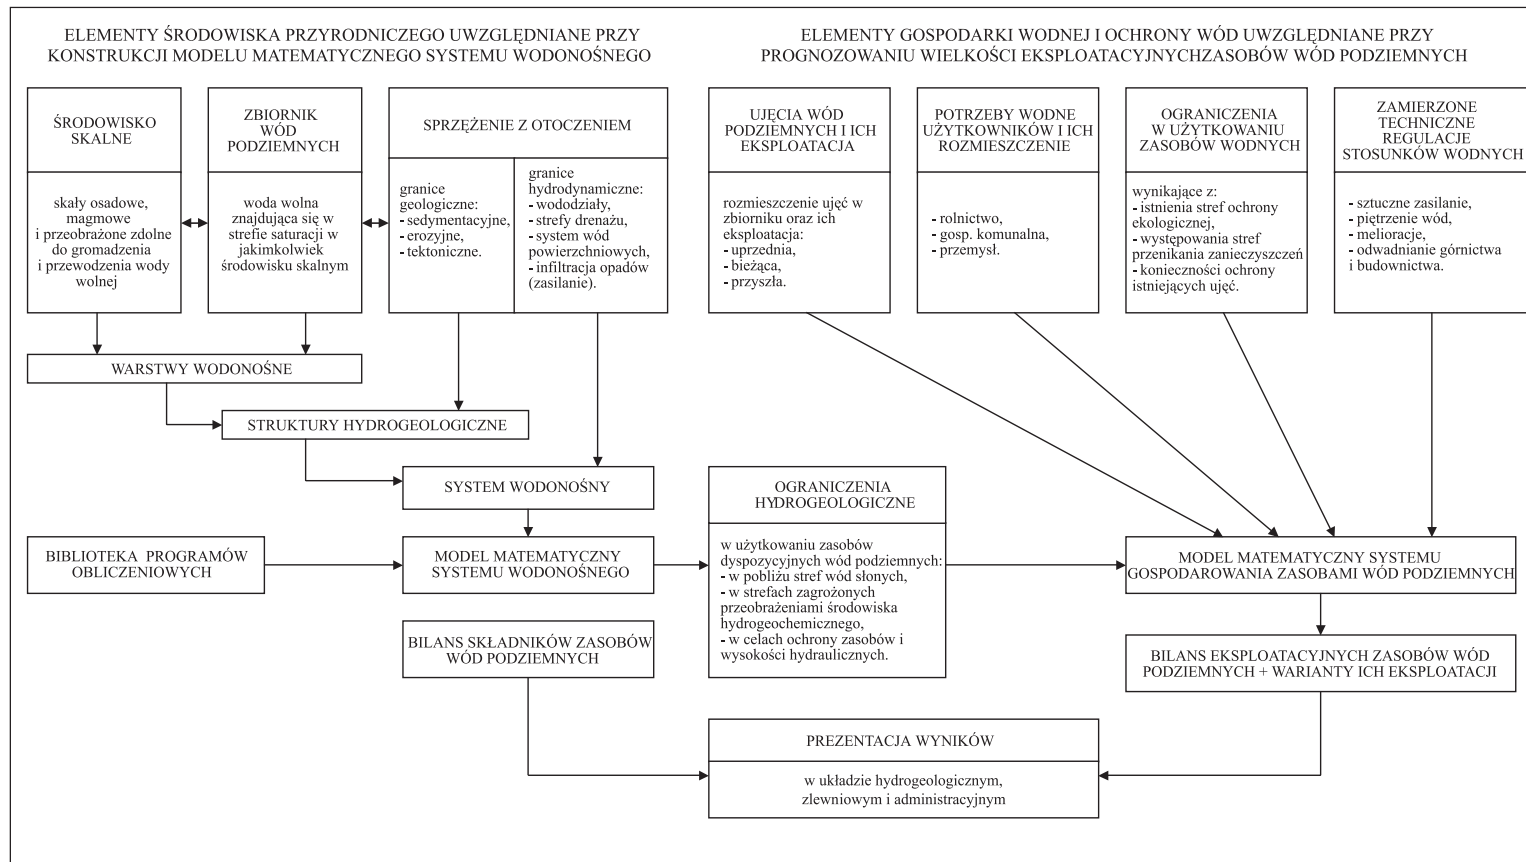 ELEMENTY ŚRODOWISKA PRZYRODNICZEGO UWZGLĘDNIANE PRZY
KONSTRUKCJI MODELU MATEMATYCZNEGO SYSTEMU WODONOŚNEGO
ELEMENTY GOSPODARKI WODNEJ I OCHRONY WÓD UWZGLĘDNIANE PRZY
PROGNOZOWANIU WIELKOŚCI EKSPLOATACYJNYCHZASOBÓW WÓD PODZIEMNYCH
ŚRODOWISKO
SKALNE
skały osadowe,
magmowe
i przeobrażone zdolne
do gromadzenia
i przewodzenia wody
wolnej
ZBIORNIK
WÓD
PODZIEMNYCH
woda wolna
znajdująca się w
strefie saturacji w
jakimkolwiek
środowisku skalnym
SPRZĘŻENIE Z OTOCZENIEM
granice
geologiczne:
- sedymentacyjne,
- erozyjne,
- tektoniczne.
granice
hydrodynamiczne:
- wododziały,
- strefy drenażu,
- system wód
powierzchniowych,
- infiltracja opadów
(zasilanie).
UJĘCIA WÓD
PODZIEMNYCH I ICH
EKSPLOATACJA
rozmieszczenie ujęć w
zbiorniku oraz ich
eksploatacja:
- uprzednia,
- bieżąca,
- przyszła.
POTRZEBY WODNE
UŻYTKOWNIKÓW I ICH
ROZMIESZCZENIE
- rolnictwo,
- gosp. komunalna,
- przemysł.
OGRANICZENIA
W UŻYTKOWANIU
ZASOBÓW WODNYCH
wynikające z:
- istnienia stref ochrony
ekologicznej,
- występowania stref
przenikania zanieczyszczeń
- konieczności ochrony
istniejących ujęć.
ZAMIERZONE
TECHNICZNE
REGULACJE
STOSUNKÓW WODNYCH
- sztuczne zasilanie,
- piętrzenie wód,
- melioracje,
- odwadnianie górnictwa
i budownictwa.
WARSTWY WODONOŚNE
STRUKTURY HYDROGEOLOGICZNE
SYSTEM WODONOŚNY
BIBLIOTEKA PROGRAMÓW
OBLICZENIOWYCH
MODEL MATEMATYCZNY
SYSTEMU WODONOŚNEGO
OGRANICZENIA
HYDROGEOLOGICZNE
w użytkowaniu zasobów
dyspozycyjnych wód podziemnych:
- w pobliżu stref wód słonych,
- w strefach zagrożonych
przeobrażeniami środowiska
hydrogeochemicznego,
- w celach ochrony zasobów i
wysokości hydraulicznych.
MODEL MATEMATYCZNY SYSTEMU
GOSPODAROWANIA ZASOBAMI WÓD PODZIEMNYCH
BILANS SKŁADNIKÓW ZASOBÓW
WÓD PODZIEMNYCH
BILANS EKSPLOATACYJNYCH ZASOBÓW WÓD
PODZIEMNYCH + WARIANTY ICH EKSPLOATACJI
PREZENTACJA WYNIKÓW
w układzie hydrogeologicznym,
zlewniowym i administracyjnym